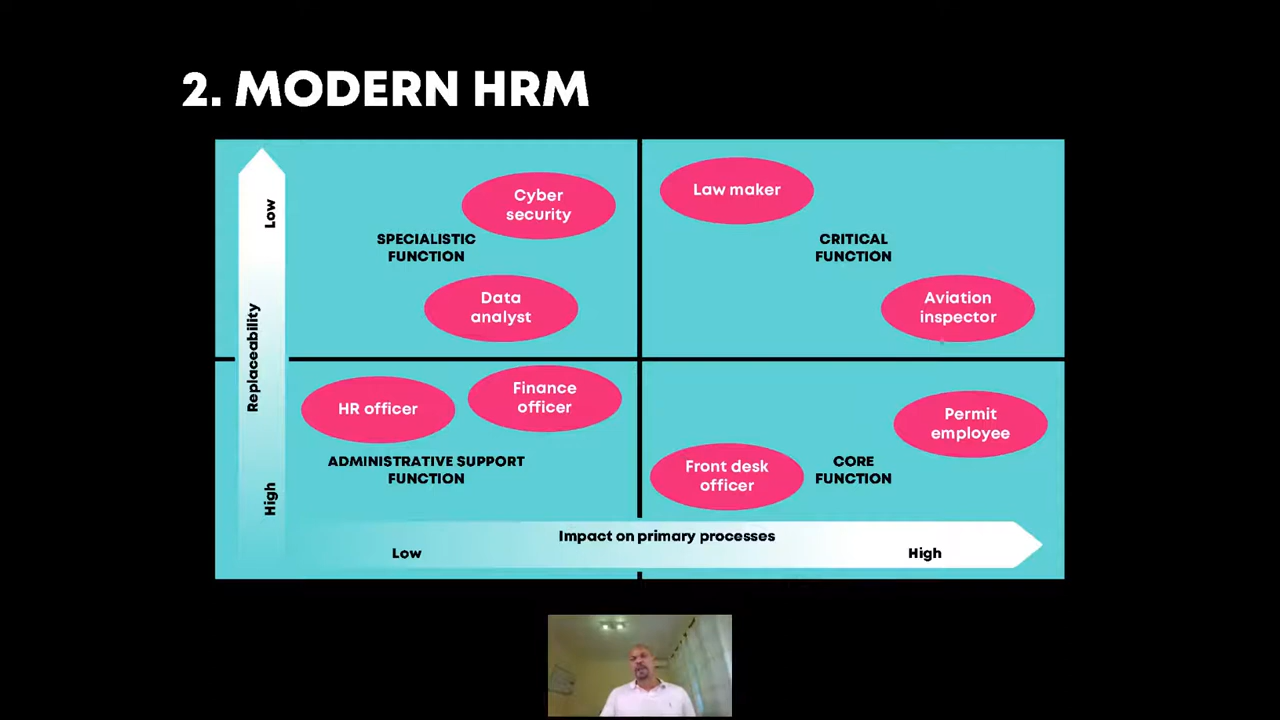 2. MODERN HRM
Low
Replaceability
High
Cyber
security
SPECIALISTIC
FUNCTION
Data
analyst
Law maker
CRITICAL
FUNCTION
Aviation
inspector
HR officer
Finance
officer
ADMINISTRATIVE SUPPORT
FUNCTION
Front desk
officer
CORE
FUNCTION
Permit
employee
Impact on primary processes
Low
High